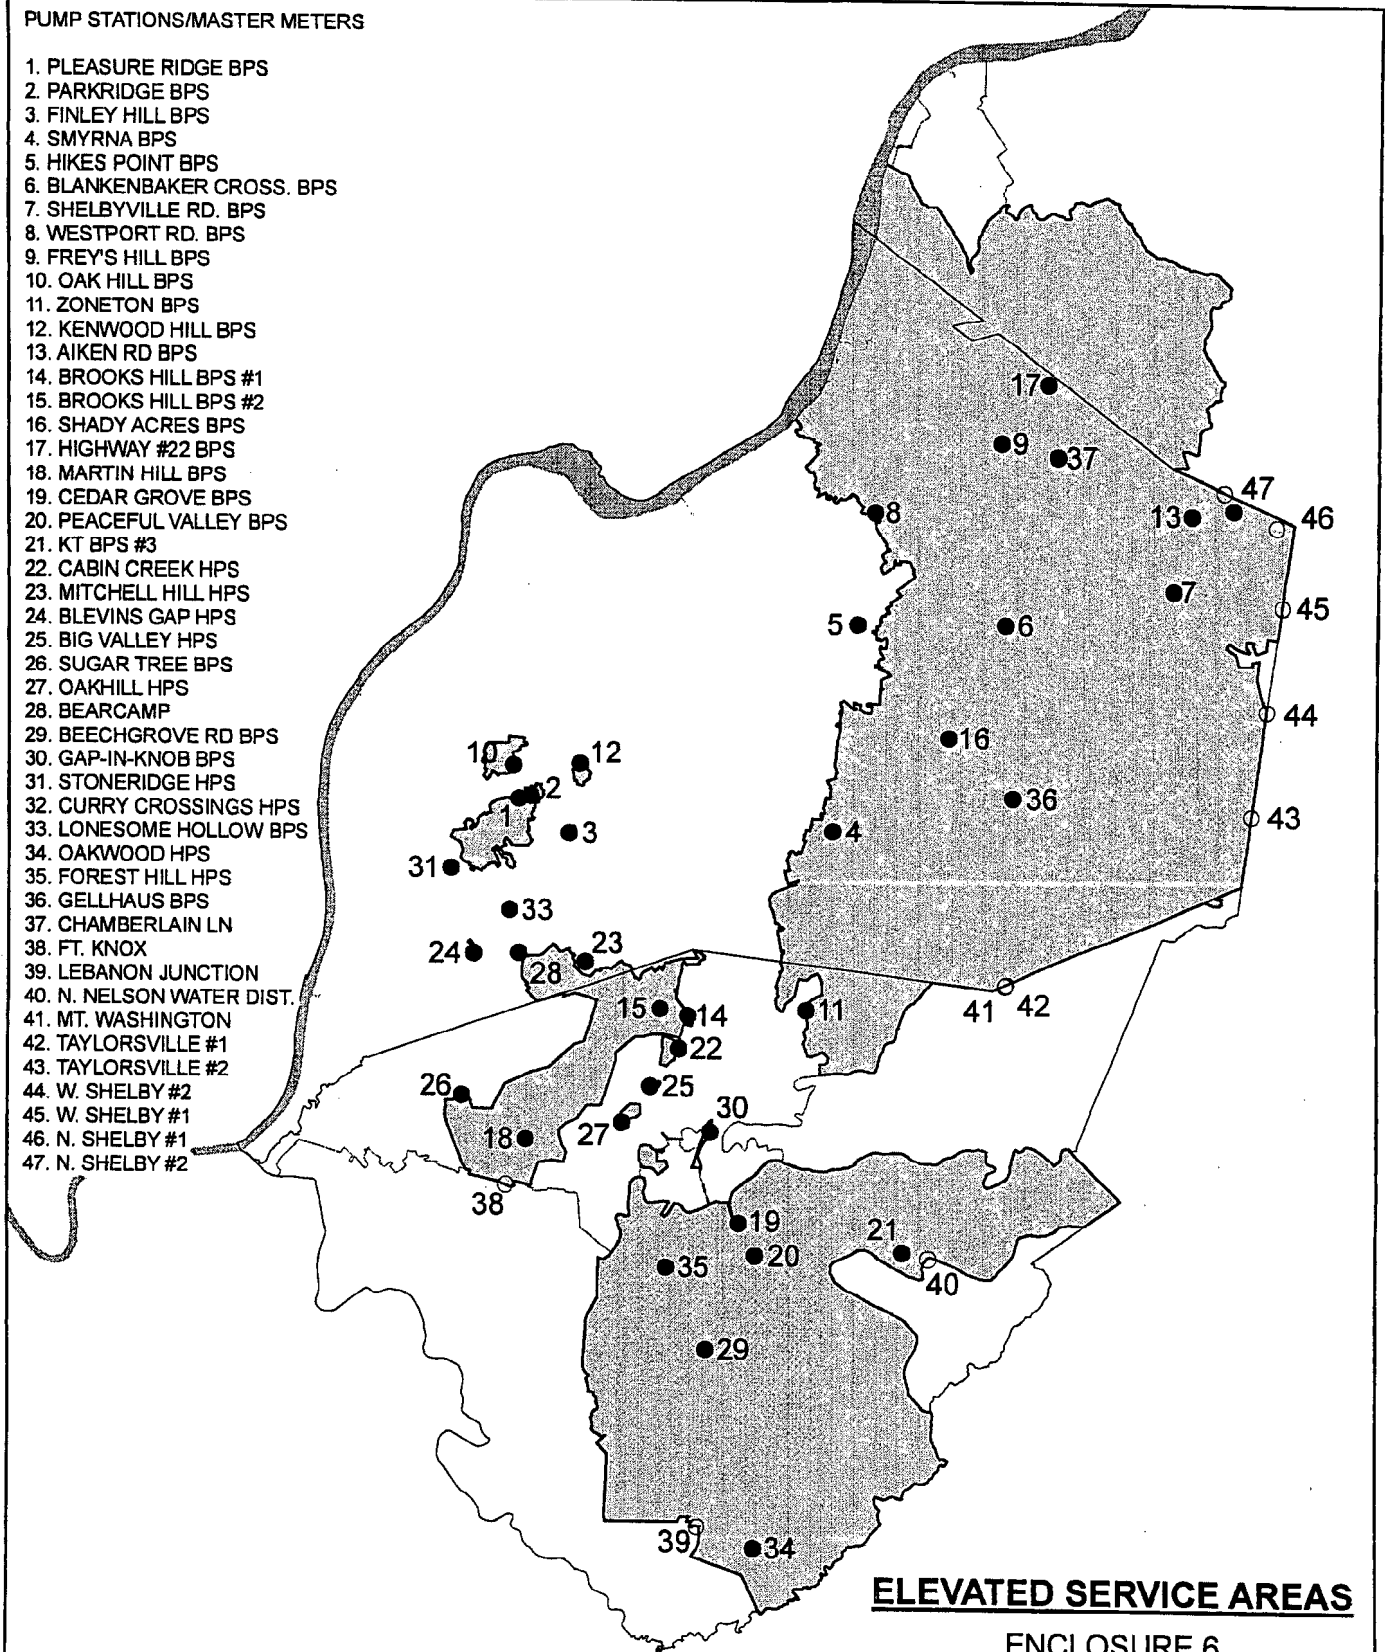 PUMP STATIONS/MASTER METERS
1. PLEASURE RIDGE BPS
2. PARKRIDGE BPS
3. FINLEY HILL BPS
4. SMYRNA BPS
5. HIKES POINT BPS
6. BLANKENBAKER CROSS. BPS
7. SHELBYVILLE RD. BPS
8. WESTPORT RD. BPS
9. FREY'S HILL BPS
10. OAK HILL BPS
11. ZONETON BPS
12. KENWOOD HILL BPS
13. AIKEN RD BPS
14. BROOKS HILL BPS #1
15. BROOKS HILL BPS #2
16. SHADY ACRES BPS
17. HIGHWAY #22 BPS
18. MARTIN HILL BPS
19. CEDAR GROVE BPS
20. PEACEFUL VALLEY BPS
21. KT BPS #3
22. CABIN CREEK HPS
23. MITCHELL HILL HPS
24. BLEVINS GAP HPS
25. BIG VALLEY HPS
26. SUGAR TREE BPS
27. OAKHILL HPS
28. BEARCAMP
29. BEECHGROVE RD BPS
30. GAP-IN-KNOB BPS
31. STONERIDGE HPS
32. CURRY CROSSINGS HPS
33. LONESOME HOLLOW BPS
34. OAKWOOD HPS
35. FOREST HILL HPS
36. GELLHAUS BPS
37. CHAMBERLAIN LN
38. FT. KNOX
39. LEBANON JUNCTION
40. N. NELSON WATER DIST.
41. MT. WASHINGTON
42. TAYLORSVILLE #1
43. TAYLORSVILLE #2
44. W. SHELBY #2
45. W. SHELBY #1
46. N. SHELBY #1
47. N. SHELBY #2
17
9
37
47
8
13
46
7
45
5
6
44
10
12
16
2
36
1
43
3
4
31
33
24
23
28
15
14
11
41
42
22
26
25
30
27
18
38
19
21
20
35
40
29
39
34
ELEVATED SERVICE AREAS
ENCLOSURE 6